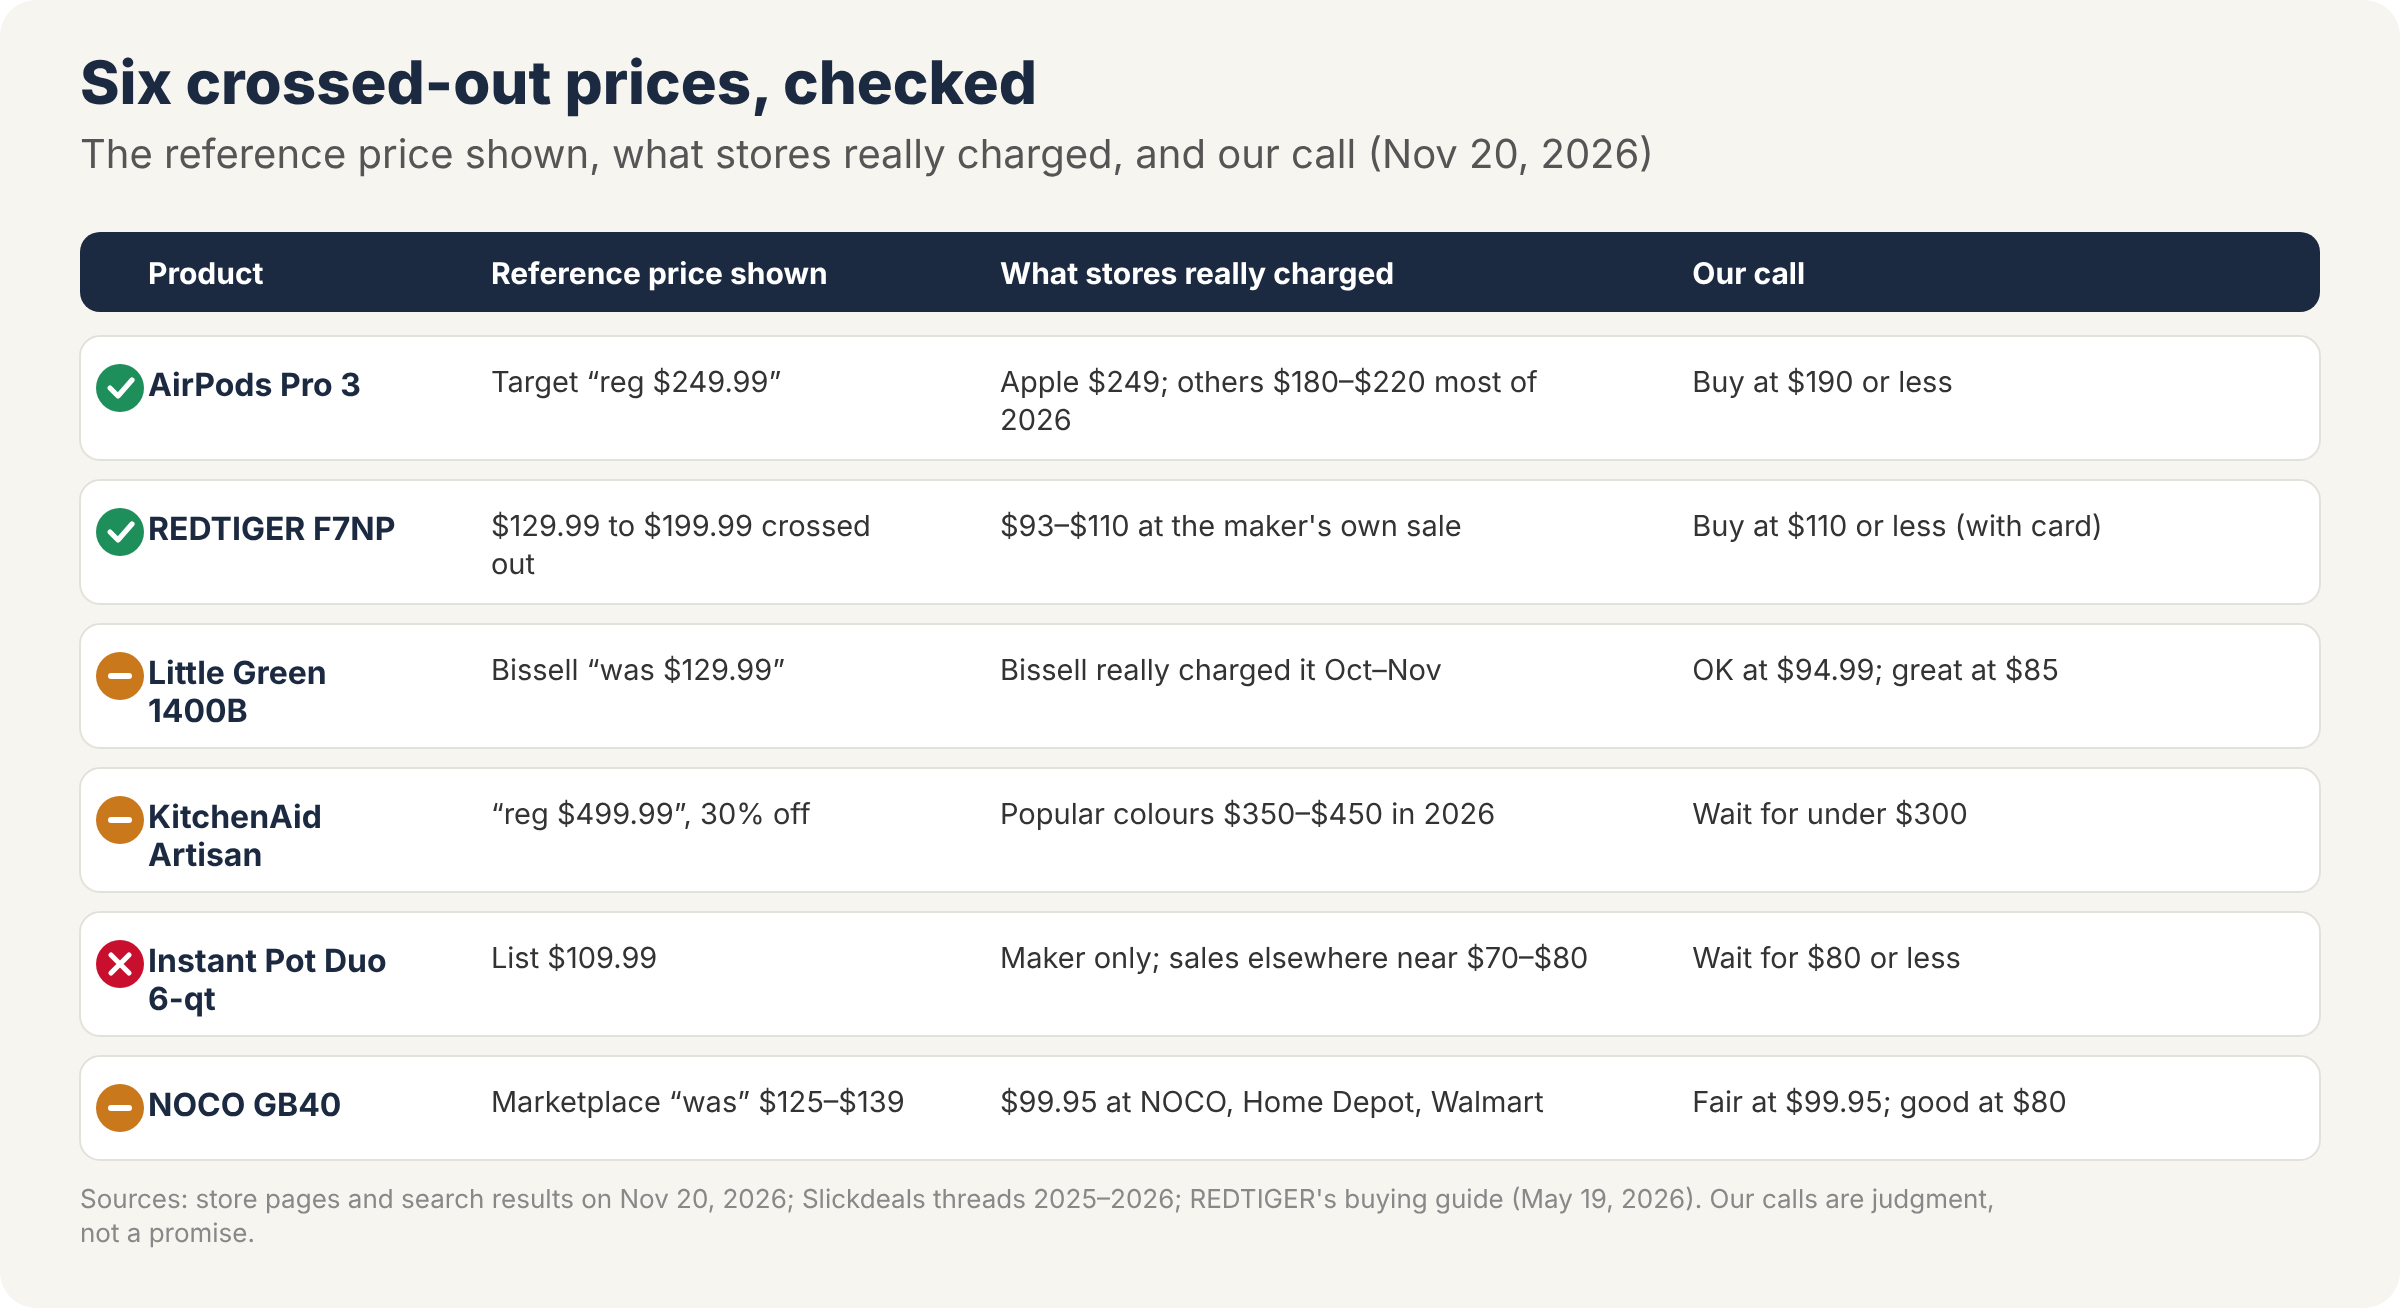 Six crossed-out prices, checked
The reference price shown, what stores really charged, and our call (Nov 20, 2026)
Product Reference price shown What stores really charged Our call
AirPods Pro 3 Target “reg $249.99” Apple $249; others $180–$220 most of Buy at $190 or less
2026
REDTIGER F7NP $129.99 to $199.99 crossed $93–$110 at the maker's own sale Buy at $110 or less (with card)
out
Little Green Bissell “was $129.99” Bissell really charged it Oct–Nov OK at $94.99; great at $85
1400B
KitchenAid “reg $499.99”, 30% off Popular colours $350–$450 in 2026 Wait for under $300
Artisan
Instant Pot Duo List $109.99 Maker only; sales elsewhere near $70–$80 Wait for $80 or less
6-qt
NOCO GB40 Marketplace “was” $125–$139 $99.95 at NOCO, Home Depot, Walmart Fair at $99.95; good at $80
Sources: store pages and search results on Nov 20, 2026; Slickdeals threads 2025–2026; REDTIGER's buying guide (May 19, 2026). Our calls are judgment,
not a promise.